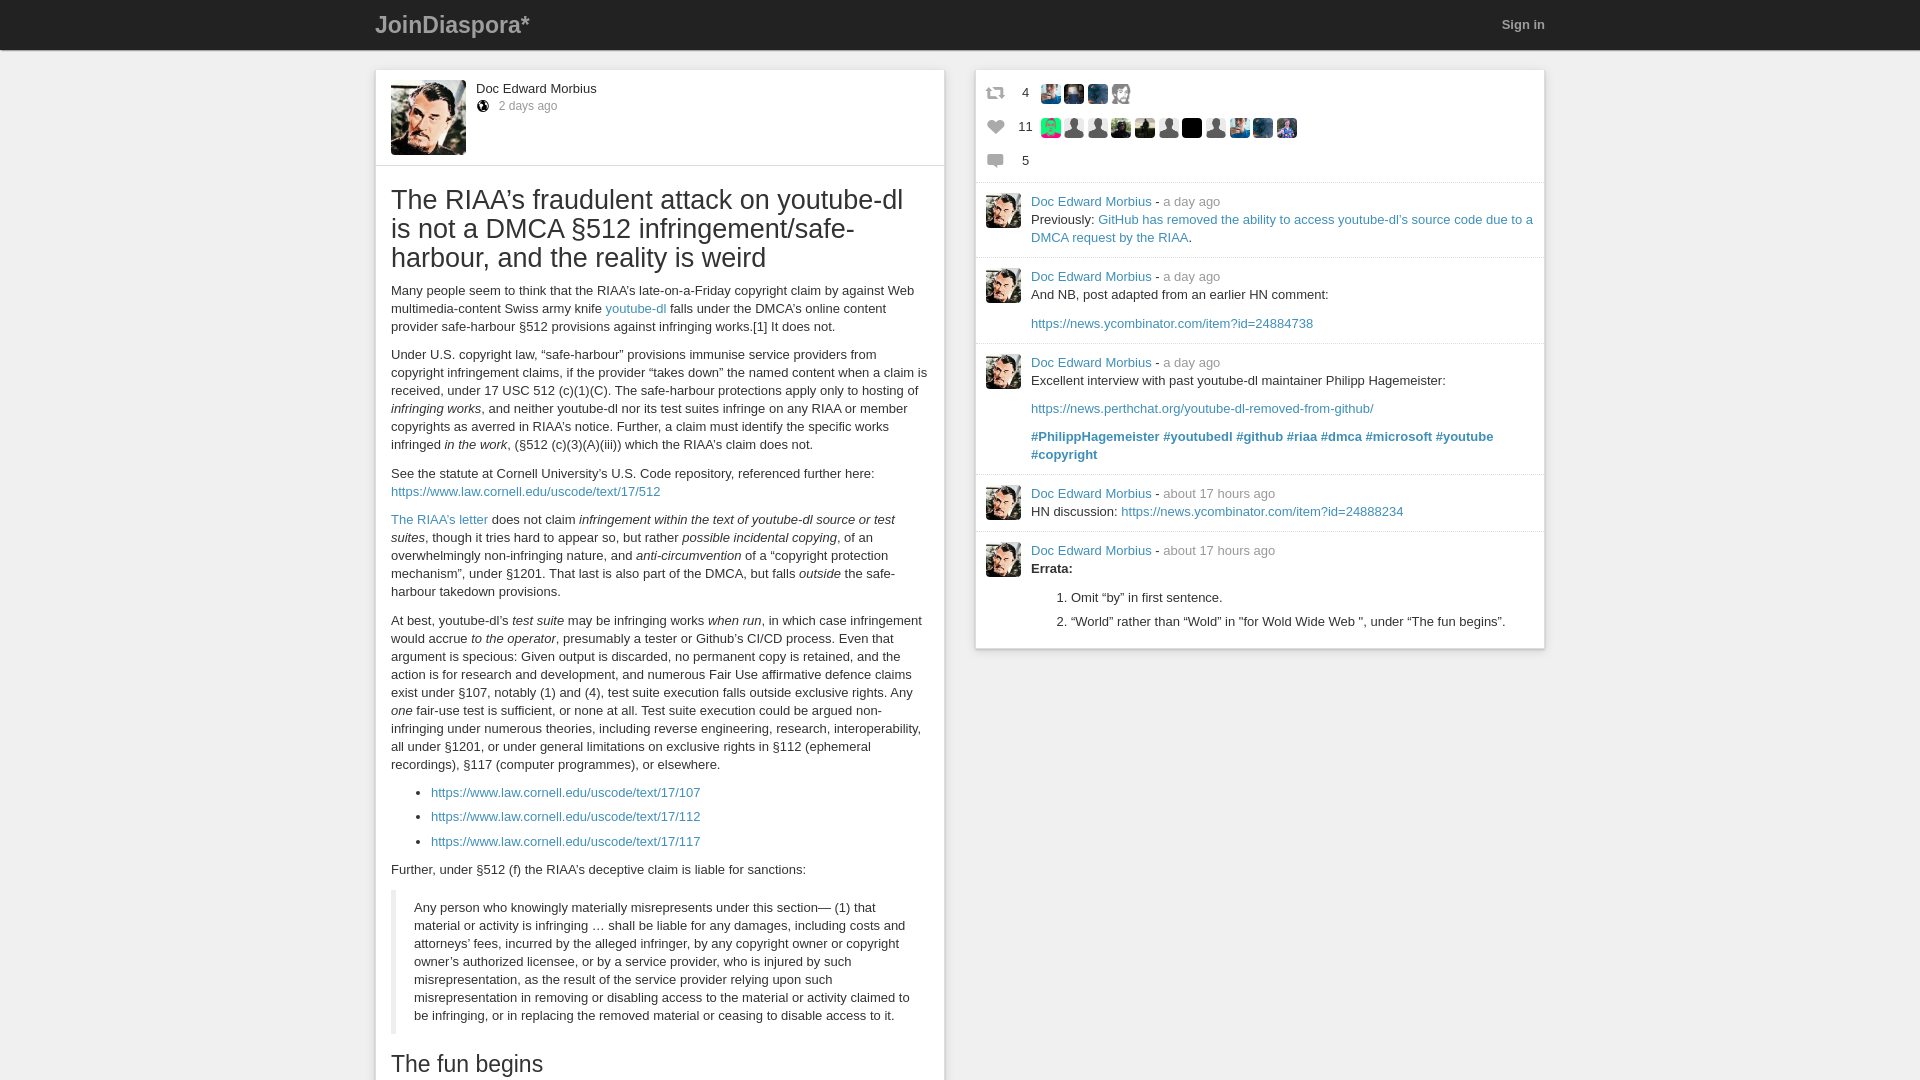 JoinDiaspora*
Sign in
Doc Edward Morbius
2 days ago
The RIAA’s fraudulent attack on youtube-dl
is not a DMCA §512 infringement/safe-
harbour, and the reality is weird
Many people seem to think that the RIAA’s late-on-a-Friday copyright claim by against Web
multimedia-content Swiss army knife youtube-dl falls under the DMCA’s online content
provider safe-harbour §512 provisions against infringing works.[1] It does not.
Under U.S. copyright law, “safe-harbour” provisions immunise service providers from
copyright infringement claims, if the provider “takes down” the named content when a claim is
received, under 17 USC 512 (c)(1)(C). The safe-harbour protections apply only to hosting of
infringing works, and neither youtube-dl nor its test suites infringe on any RIAA or member
copyrights as averred in RIAA’s notice. Further, a claim must identify the specific works
infringed in the work, (§512 (c)(3)(A)(iii)) which the RIAA’s claim does not.
See the statute at Cornell University’s U.S. Code repository, referenced further here:
https://www.law.cornell.edu/uscode/text/17/512
The RIAA’s letter does not claim infringement within the text of youtube-dl source or test
suites, though it tries hard to appear so, but rather possible incidental copying, of an
overwhelmingly non-infringing nature, and anti-circumvention of a “copyright protection
mechanism”, under §1201. That last is also part of the DMCA, but falls outside the safe-
harbour takedown provisions.
At best, youtube-dl’s test suite may be infringing works when run, in which case infringement
would accrue to the operator, presumably a tester or Github’s CI/CD process. Even that
argument is specious: Given output is discarded, no permanent copy is retained, and the
action is for research and development, and numerous Fair Use affirmative defence claims
exist under §107, notably (1) and (4), test suite execution falls outside exclusive rights. Any
one fair-use test is sufficient, or none at all. Test suite execution could be argued non-
infringing under numerous theories, including reverse engineering, research, interoperability,
all under §1201, or under general limitations on exclusive rights in §112 (ephemeral
recordings), §117 (computer programmes), or elsewhere.
• https://www.law.cornell.edu/uscode/text/17/107
• https://www.law.cornell.edu/uscode/text/17/112
• https://www.law.cornell.edu/uscode/text/17/117
Further, under §512 (f) the RIAA’s deceptive claim is liable for sanctions:
Any person who knowingly materially misrepresents under this section— (1) that
material or activity is infringing … shall be liable for any damages, including costs and
attorneys’ fees, incurred by the alleged infringer, by any copyright owner or copyright
owner’s authorized licensee, or by a service provider, who is injured by such
misrepresentation, as the result of the service provider relying upon such
misrepresentation in removing or disabling access to the material or activity claimed to
be infringing, or in replacing the removed material or ceasing to disable access to it.
The fun begins
4
11
5
Doc Edward Morbius - a day ago
Previously: GitHub has removed the ability to access youtube-dl’s source code due to a
DMCA request by the RIAA.
Doc Edward Morbius - a day ago
And NB, post adapted from an earlier HN comment:
https://news.ycombinator.com/item?id=24884738
Doc Edward Morbius - a day ago
Excellent interview with past youtube-dl maintainer Philipp Hagemeister:
https://news.perthchat.org/youtube-dl-removed-from-github/
#PhilippHagemeister #youtubedl #github #riaa #dmca #microsoft #youtube
#copyright
Doc Edward Morbius - about 17 hours ago
HN discussion: https://news.ycombinator.com/item?id=24888234
Doc Edward Morbius - about 17 hours ago
Errata:
1. Omit “by” in first sentence.
2. “World” rather than “Wold” in "for Wold Wide Web ", under “The fun begins”.